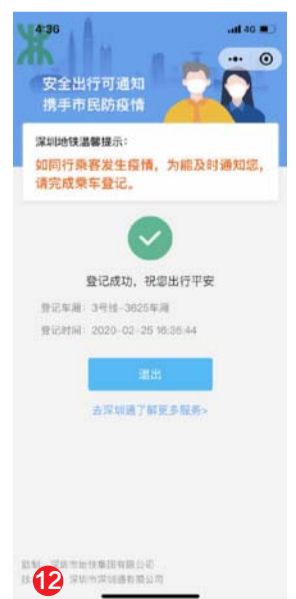 4:36
4G
安全出行可通知
携手市民防疫情
深圳地铁温馨提示:
如同行乘客发生疫情，为能及时通知您，
请完成乘车登记。
登记成功，祝您出行平安
登记车厢: 3号线-3625车厢
登记时间: 2020-02-25 16:36:44
退出
去深圳通了解更多服务>
深圳市地铁集团有限公司
12
深圳市深圳通有限公司